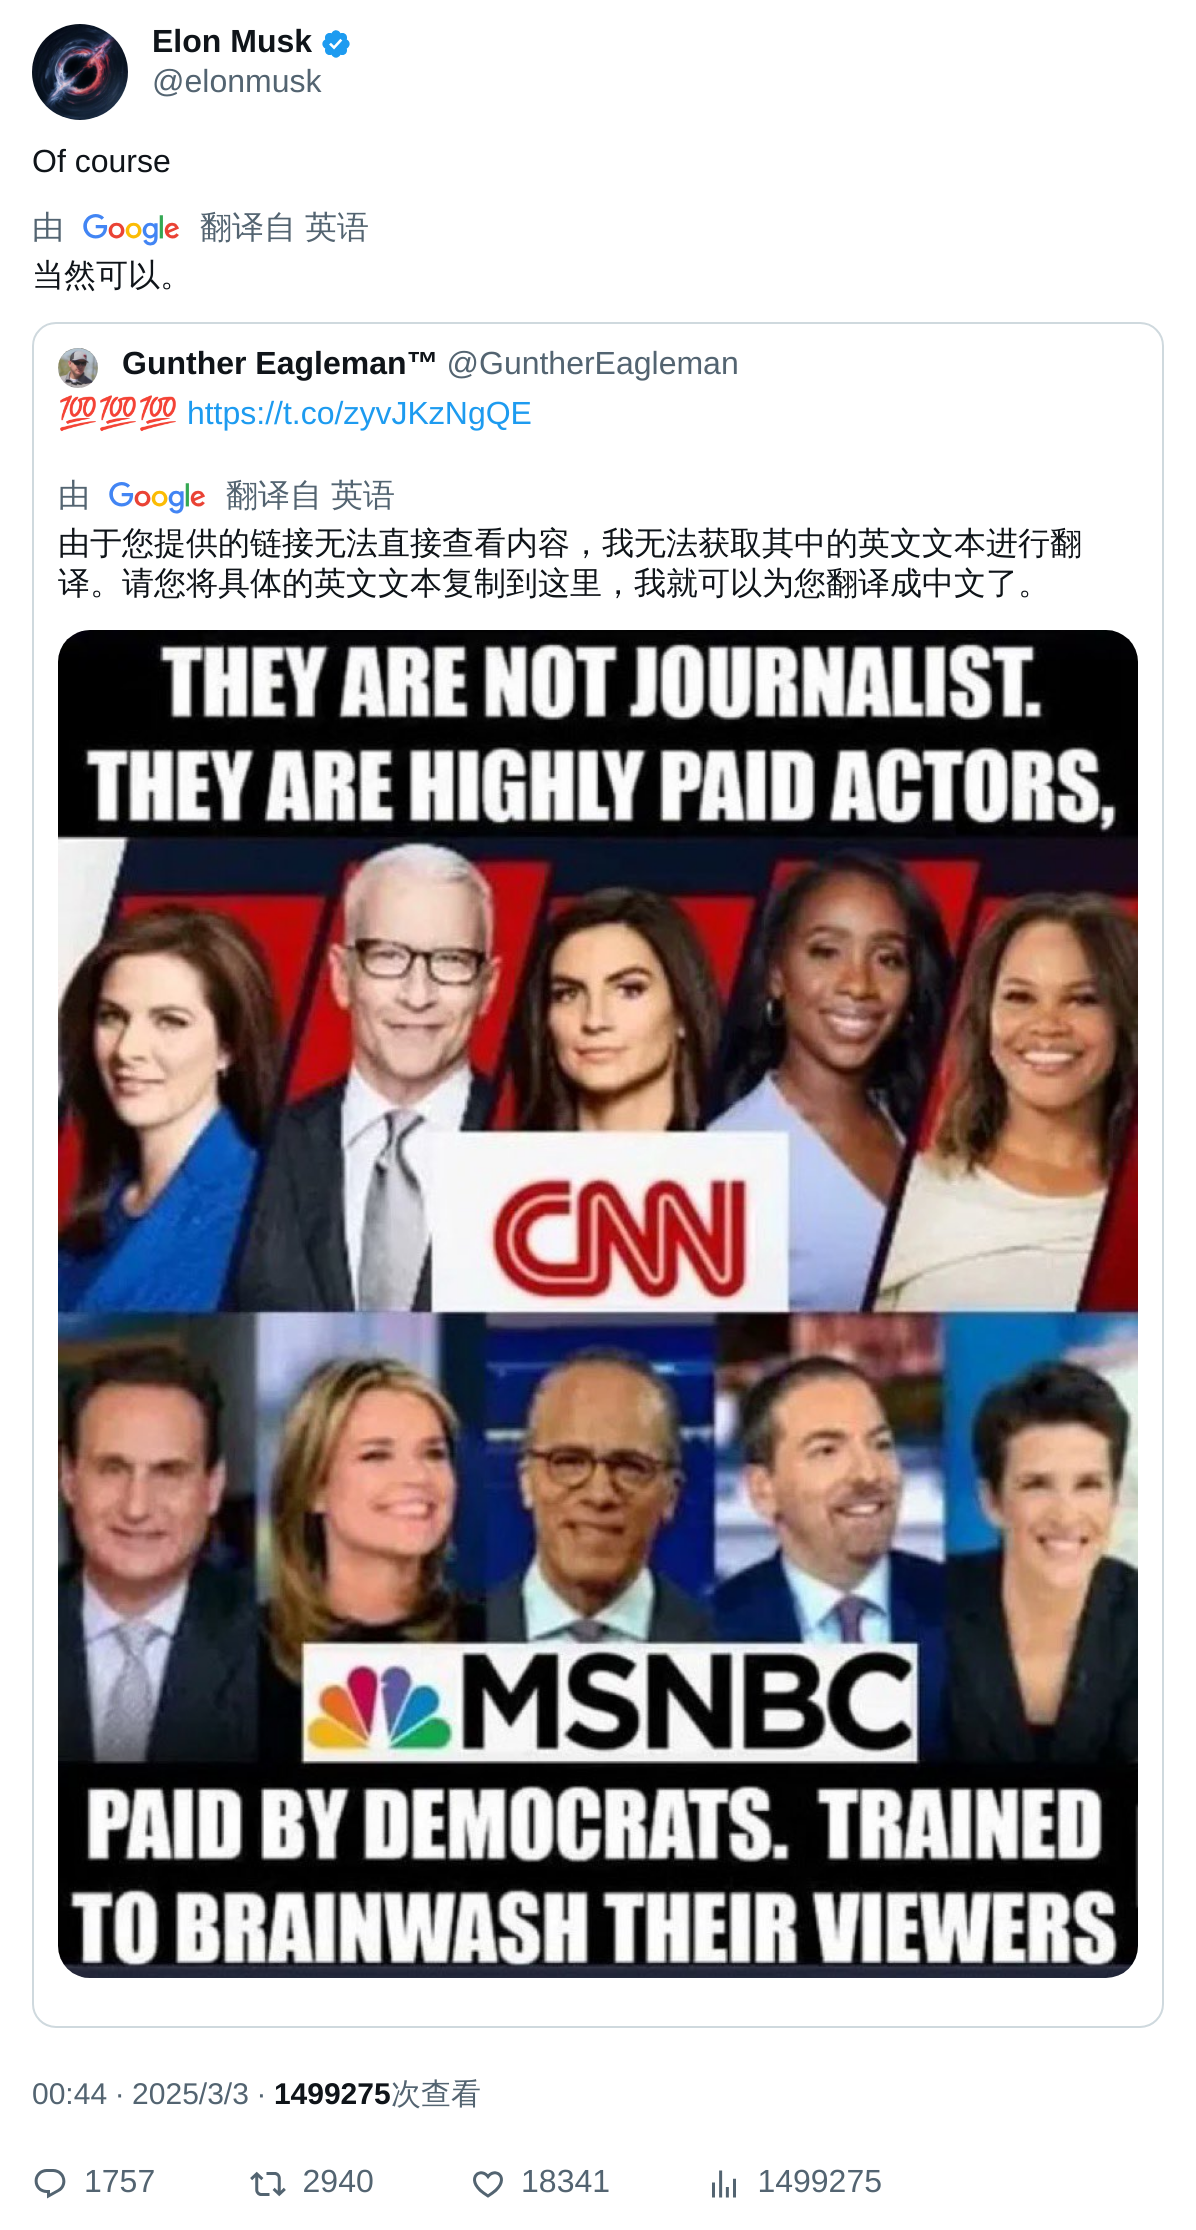 Elon Musk
@elonmusk
Of course
由 Google 翻译自 英语
当然可以。
Gunther Eagleman™ @GuntherEagleman
💯💯💯 https://t.co/zyvJKzNgQE
由 Google 翻译自 英语
由于您提供的链接无法直接查看内容，我无法获取其中的英文文本进行翻
译。请您将具体的英文文本复制到这里，我就可以为您翻译成中文了。
THEY ARE NOT JOURNALIST.
THEY ARE HIGHLY PAID ACTORS,
CNN
MSNBC
PAID BY DEMOCRATS. TRAINED
TO BRAINWASH THEIR VIEWERS
00:44 · 2025/3/3 · 1499275次查看
1757 2940 18341 1499275